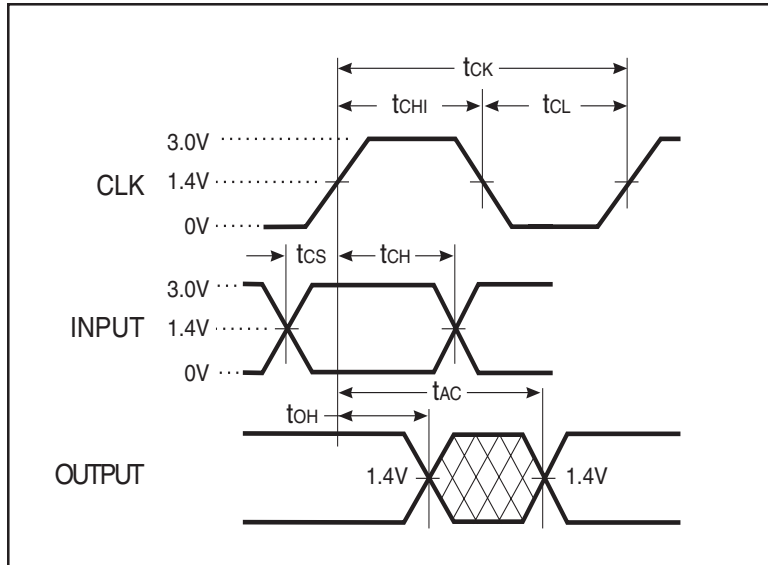 tCK
tCHI tCL
3.0V
CLK 1.4V
0V
tCS tCH
3.0V
INPUT 1.4V
0V
tAC
tOH
OUTPUT 1.4V 1.4V